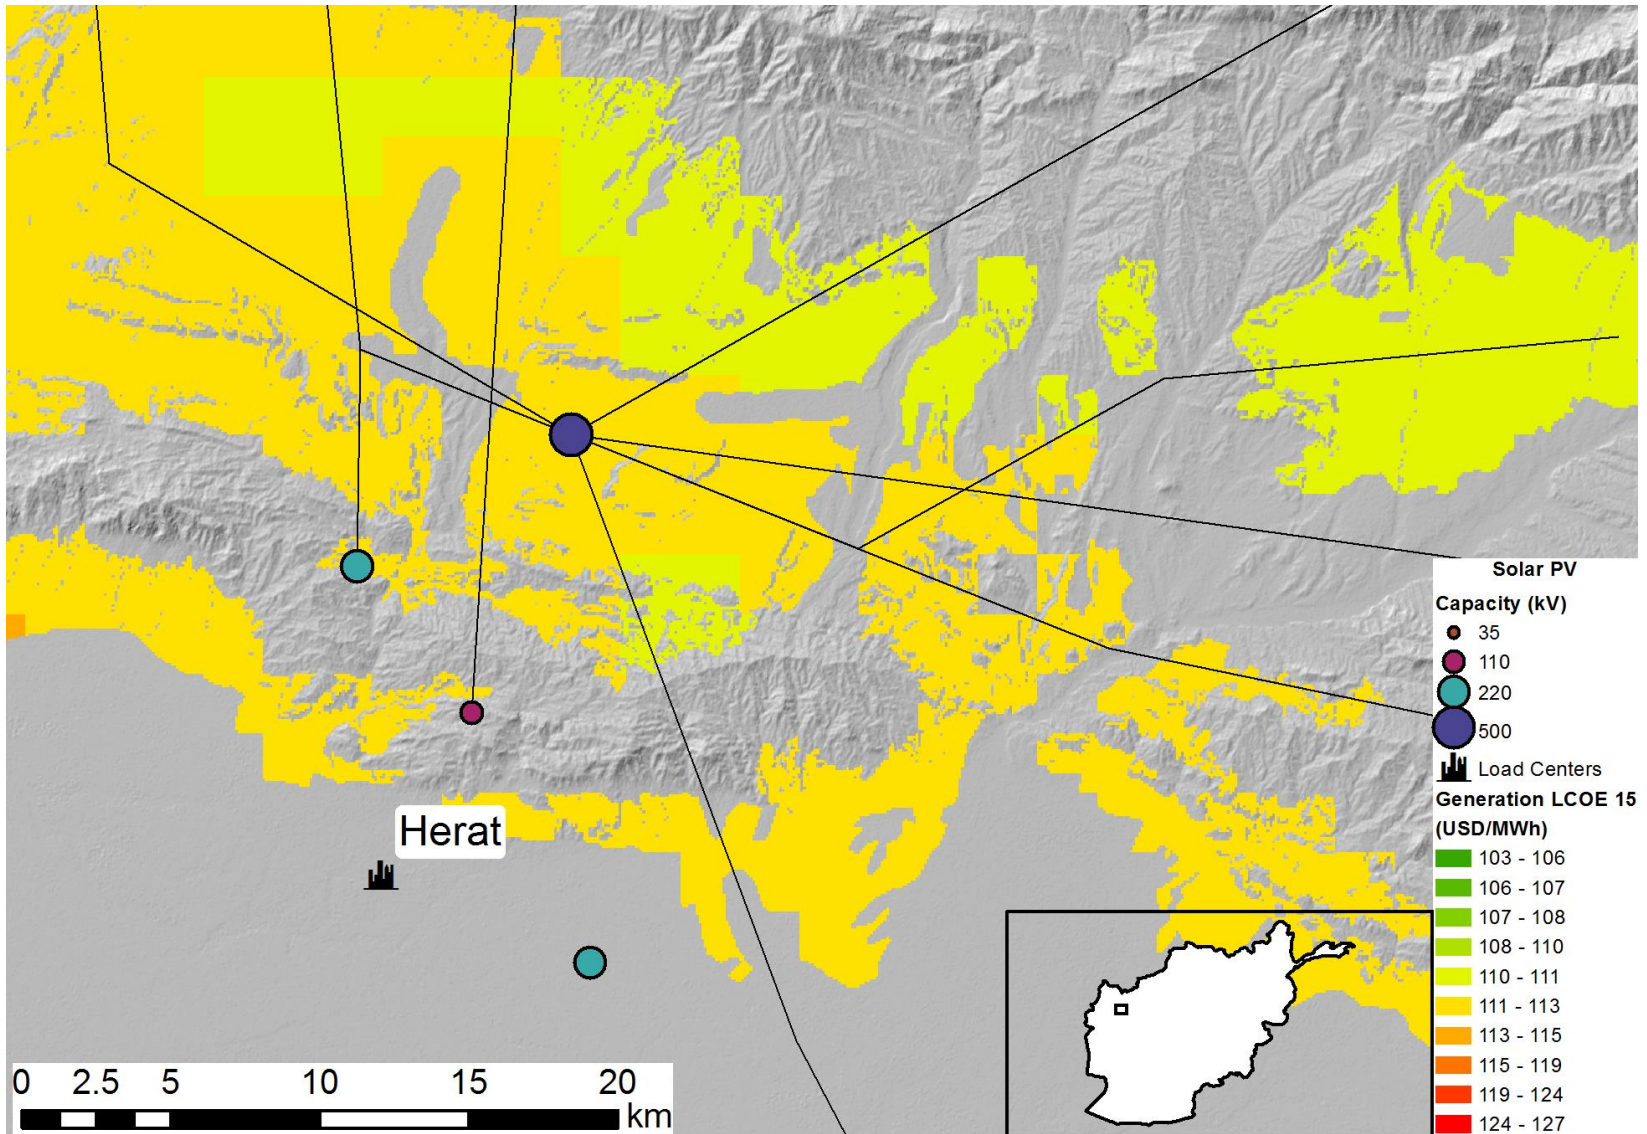 Herat
0 2.5 5 10 15 20
km
Solar PV
Capacity (kV)
35
110
220
500
Load Centers
Generation LCOE 15
(USD/MWh)
103 - 106
106 - 107
107 - 108
108 - 110
110 - 111
111 - 113
113 - 115
115 - 119
119 - 124
124 - 127